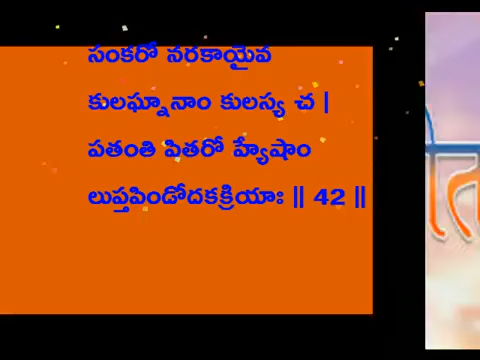 సంకరో నరకాయైవ
కులఘ్నానాం కులస్య చ |
పతంతి పితరో హ్యేషాం
లుప్తపిండోదకక్రియాః || 42 ||